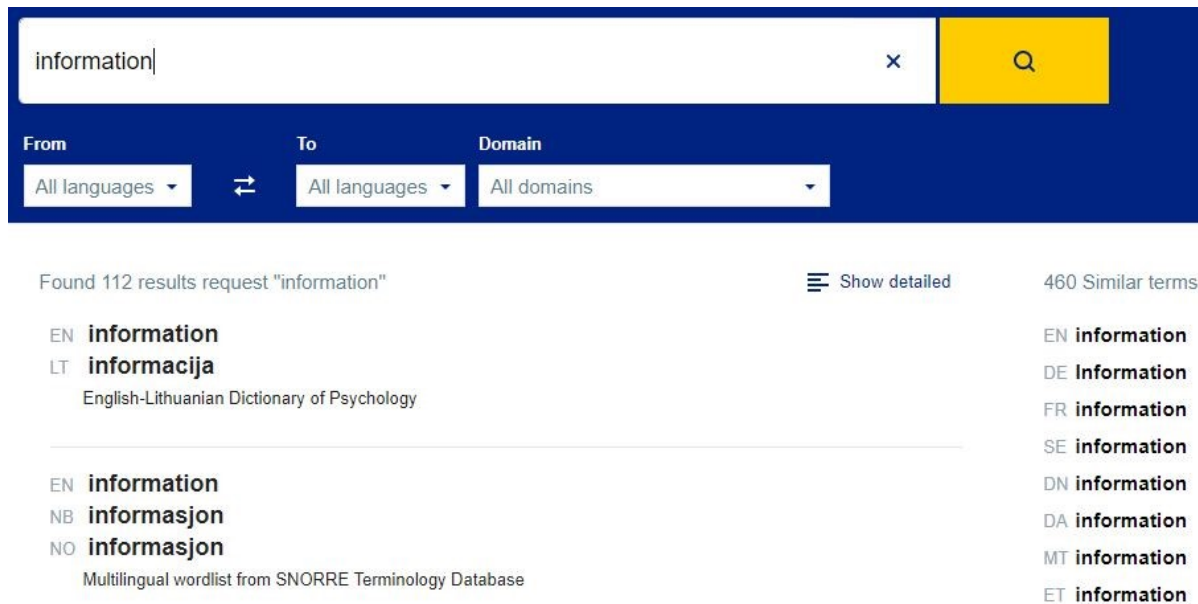 information
From To Domain
All languages All languages All domains
Found 112 results request "information"
Show detailed
EN information
LT informacija
English-Lithuanian Dictionary of Psychology
EN information
NB informasjon
NO informasjon
Multilingual wordlist from SNORRE Terminology Database
460 Similar terms
EN information
DE Information
FR information
SE information
DN information
DA information
MT information
ET information